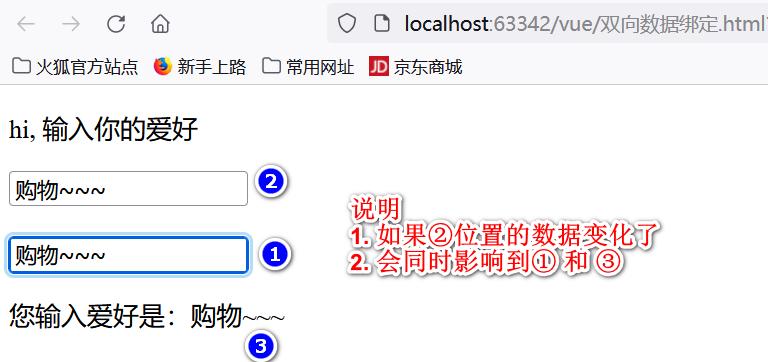 localhost:63342/vue/双向数据绑定.html?
火狐官方站点 新手上路 常用网址 JD 京东商城
hi, 输入你的爱好
购物~~~ 2
说明
1. 如果②位置的数据变化了
购物~~~ 1
2. 会同时影响到① 和 ③
您输入爱好是：购物~~~
3